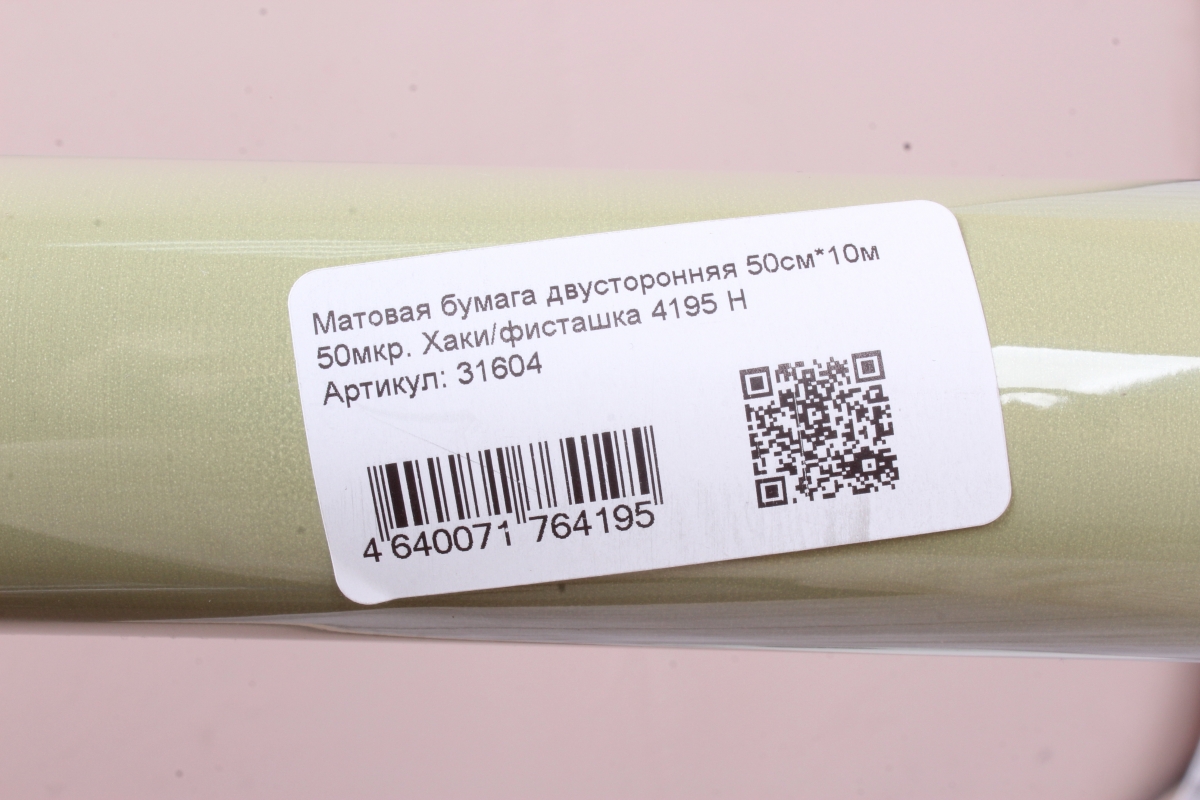 Матовая бумага двусторонняя 50см*10м
50мкр. Хаки/фисташка 4195 Н
Артикул: 31604
4 640071 764195